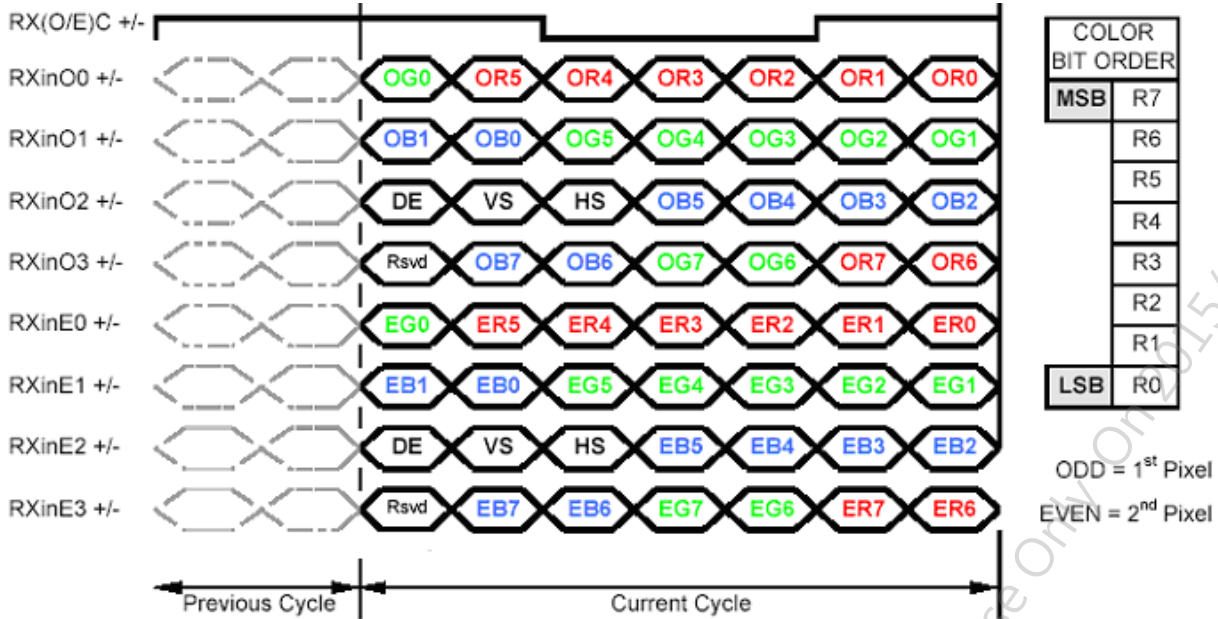 RX(O/E)C +/-
RXinO0 +/- OG0 OR5 OR4 OR3 OR2 OR1 OR0
RXinO1 +/- OB1 OB0 OG5 OG4 OG3 OG2 OG1
RXinO2 +/- DE VS HS OB5 OB4 OB3 OB2
RXinO3 +/- Rsvd OB7 OB6 OG7 OG6 OR7 OR6
RXinE0 +/- EG0 ER5 ER4 ER3 ER2 ER1 ER0
RXinE1 +/- EB1 EB0 EG5 EG4 EG3 EG2 EG1
RXinE2 +/- DE VS HS EB5 EB4 EB3 EB2
RXinE3 +/- Rsvd EB7 EB6 EG7 EG6 ER7 ER6
Previous Cycle Current Cycle
COLOR
BIT ORDER
MSB R7
R6
R5
R4
R3
R2
R1
LSB R0
ODD = 1st Pixel
EVEN = 2nd Pixel
Only On 2015/